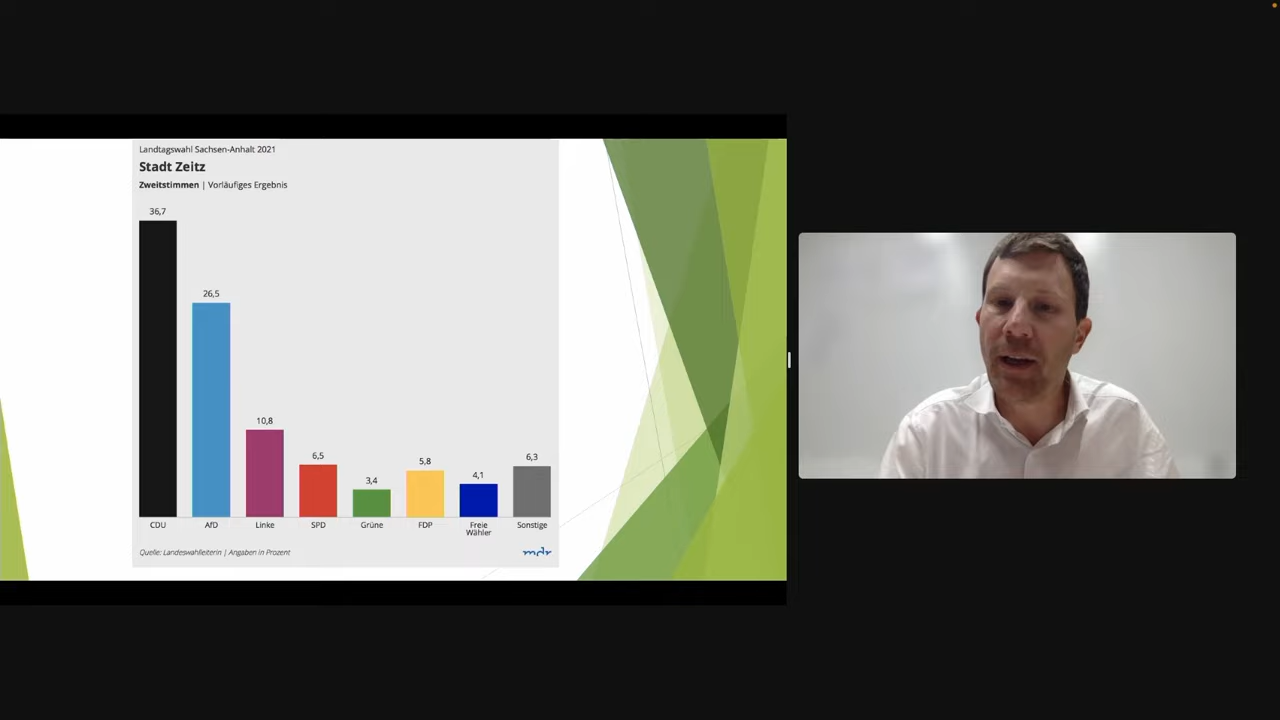 Landtagswahl Sachsen-Anhalt 2021
Stadt Zeitz
Zweitstimmen | Vorläufiges Ergebnis
36,7
26,5
10,8
6,5
3,4
5,8
4,1
6,3
CDU
AfD
Linke
SPD
Grüne
FDP
Freie
Wähler
Sonstige
Quelle: Landeswahlleiterin | Angaben in Prozent
mdr